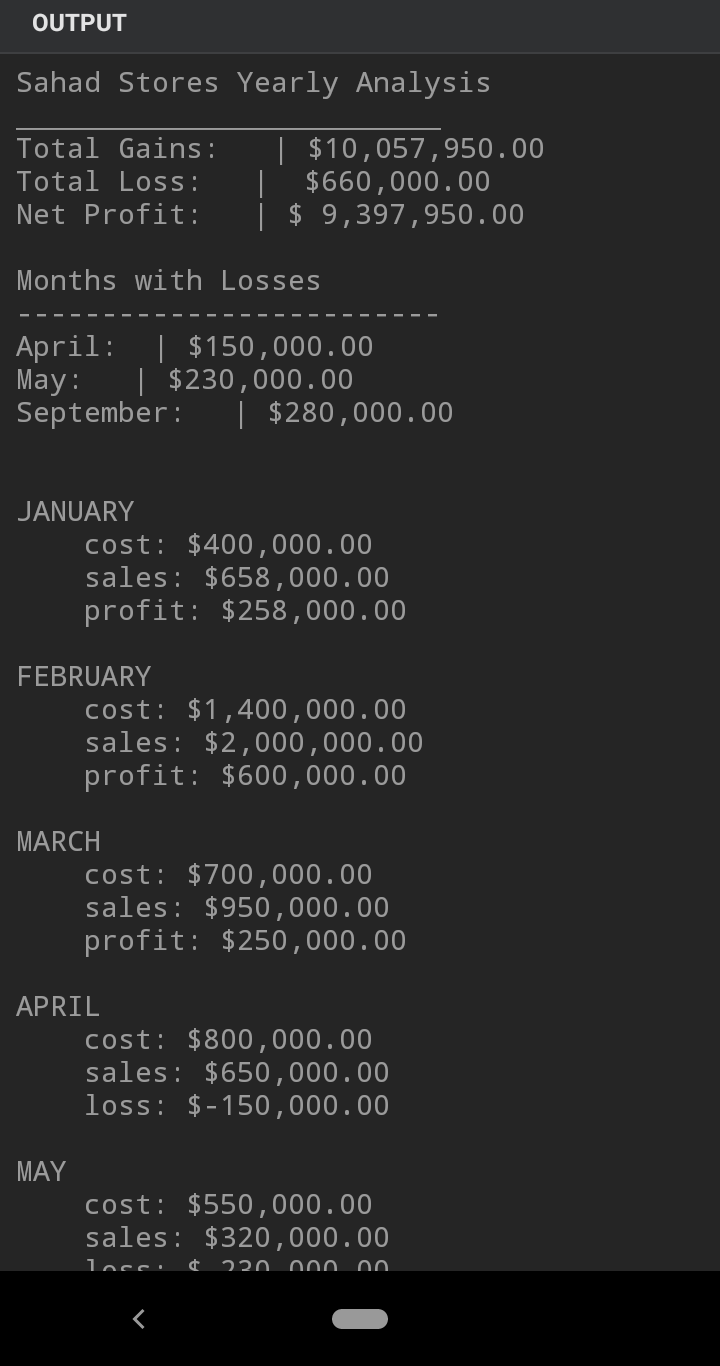 OUTPUT
Sahad Stores Yearly Analysis
_________________________
Total Gains:   | $10,057,950.00
Total Loss:   |  $660,000.00
Net Profit:   | $ 9,397,950.00
Months with Losses
-------------------------
April:  | $150,000.00
May:   | $230,000.00
September:   | $280,000.00
JANUARY
    cost: $400,000.00
    sales: $658,000.00
    profit: $258,000.00
FEBRUARY
    cost: $1,400,000.00
    sales: $2,000,000.00
    profit: $600,000.00
MARCH
    cost: $700,000.00
    sales: $950,000.00
    profit: $250,000.00
APRIL
    cost: $800,000.00
    sales: $650,000.00
    loss: $-150,000.00
MAY
    cost: $550,000.00
    sales: $320,000.00
    loss: $-230,000.00